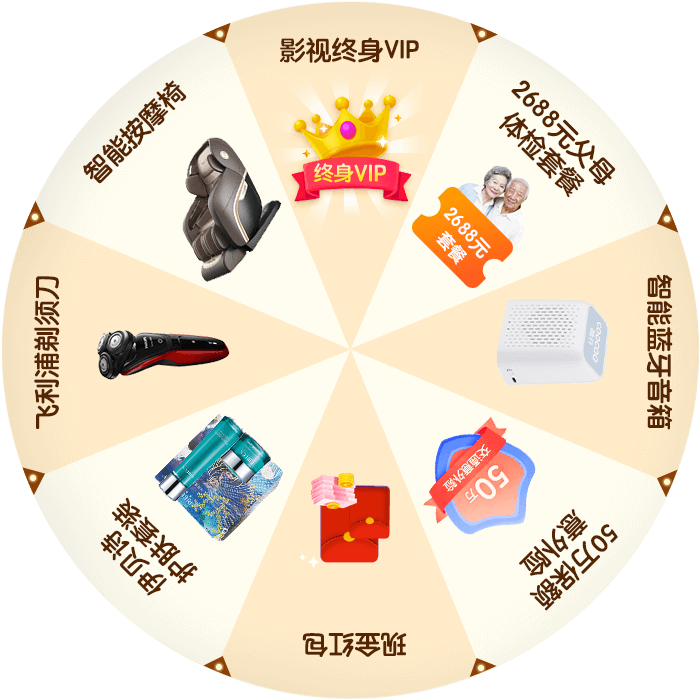 影视终身VIP
终身VIP
2688元父母
体检套餐
2688元
套餐
智能蓝牙音箱
50万保额
意外险
交通意外险
50万
现金红包
伊贝诗
护肤套装
飞利浦剃须刀
智能按摩椅